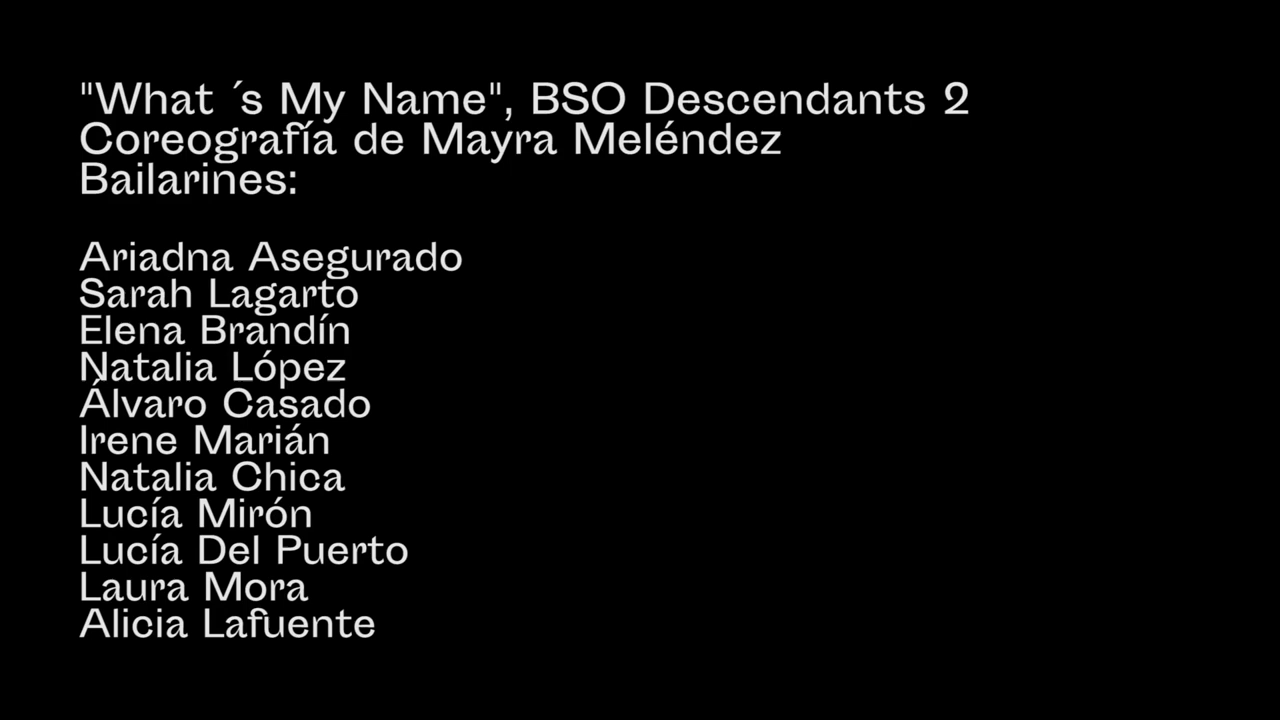 "What ´s My Name", BSO Descendants 2
Coreografía de Mayra Meléndez
Bailarines:
Ariadna Asegurado
Sarah Lagarto
Elena Brandín
Natalia López
Álvaro Casado
Irene Marián
Natalia Chica
Lucía Mirón
Lucía Del Puerto
Laura Mora
Alicia Lafuente